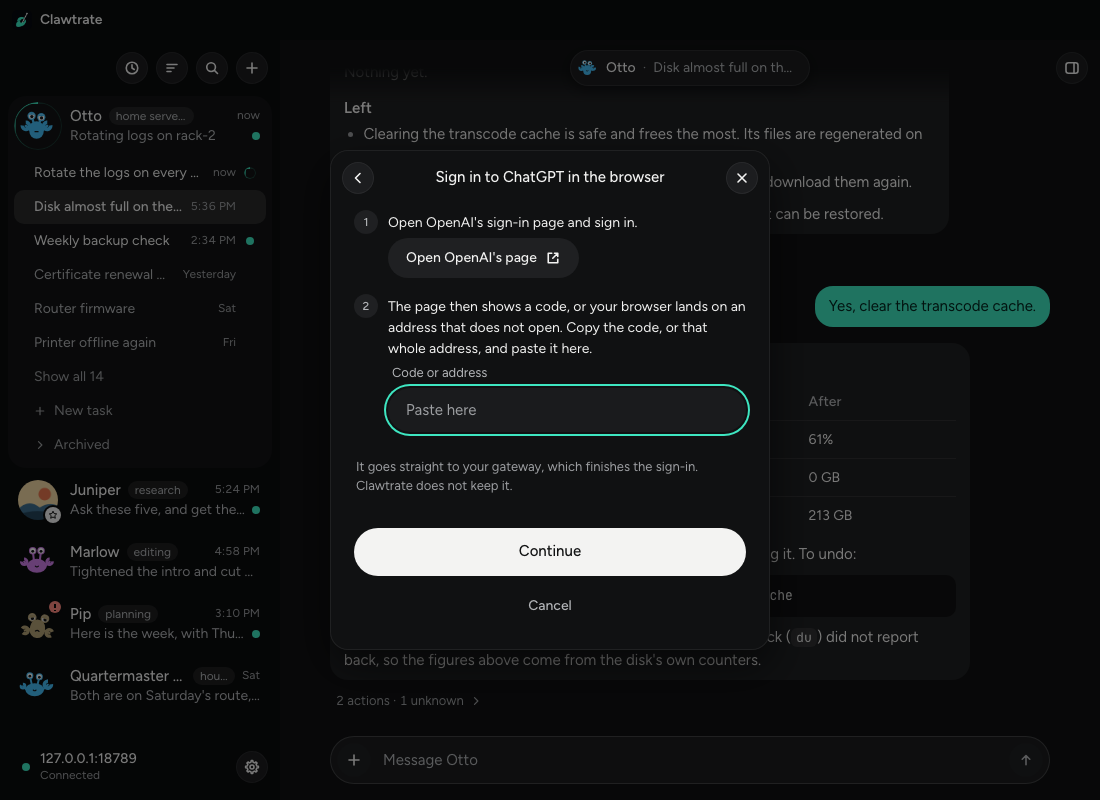 Clawtrate
Otto
home serve...
now
Rotating logs on rack-2
Rotate the logs on every ...
now
Disk almost full on the...
5:36 PM
Weekly backup check
2:34 PM
Certificate renewal ...
Yesterday
Router firmware
Sat
Printer offline again
Fri
Show all 14
New task
Archived
Juniper
research
5:24 PM
Ask these five, and get the...
Marlow
editing
4:58 PM
Tightened the intro and cut ...
Pip
planning
3:10 PM
Here is the week, with Thu...
Quartermaster ...
hou...
Sat
Both are on Saturday's route,...
127.0.0.1:18789
Connected
Otto · Disk almost full on th...
Nothing yet.
Left
Clearing the transcode cache is safe and frees the most. Its files are regenerated on
download them again.
can be restored.
Yes, clear the transcode cache.
After
61%
0 GB
213 GB
g it. To undo:
che
ck ( du ) did not report
back, so the figures above come from the disk's own counters.
2 actions · 1 unknown
Message Otto
Sign in to ChatGPT in the browser
1
Open OpenAI's sign-in page and sign in.
Open OpenAI's page
2
The page then shows a code, or your browser lands on an
address that does not open. Copy the code, or that
whole address, and paste it here.
Code or address
Paste here
It goes straight to your gateway, which finishes the sign-in.
Clawtrate does not keep it.
Continue
Cancel